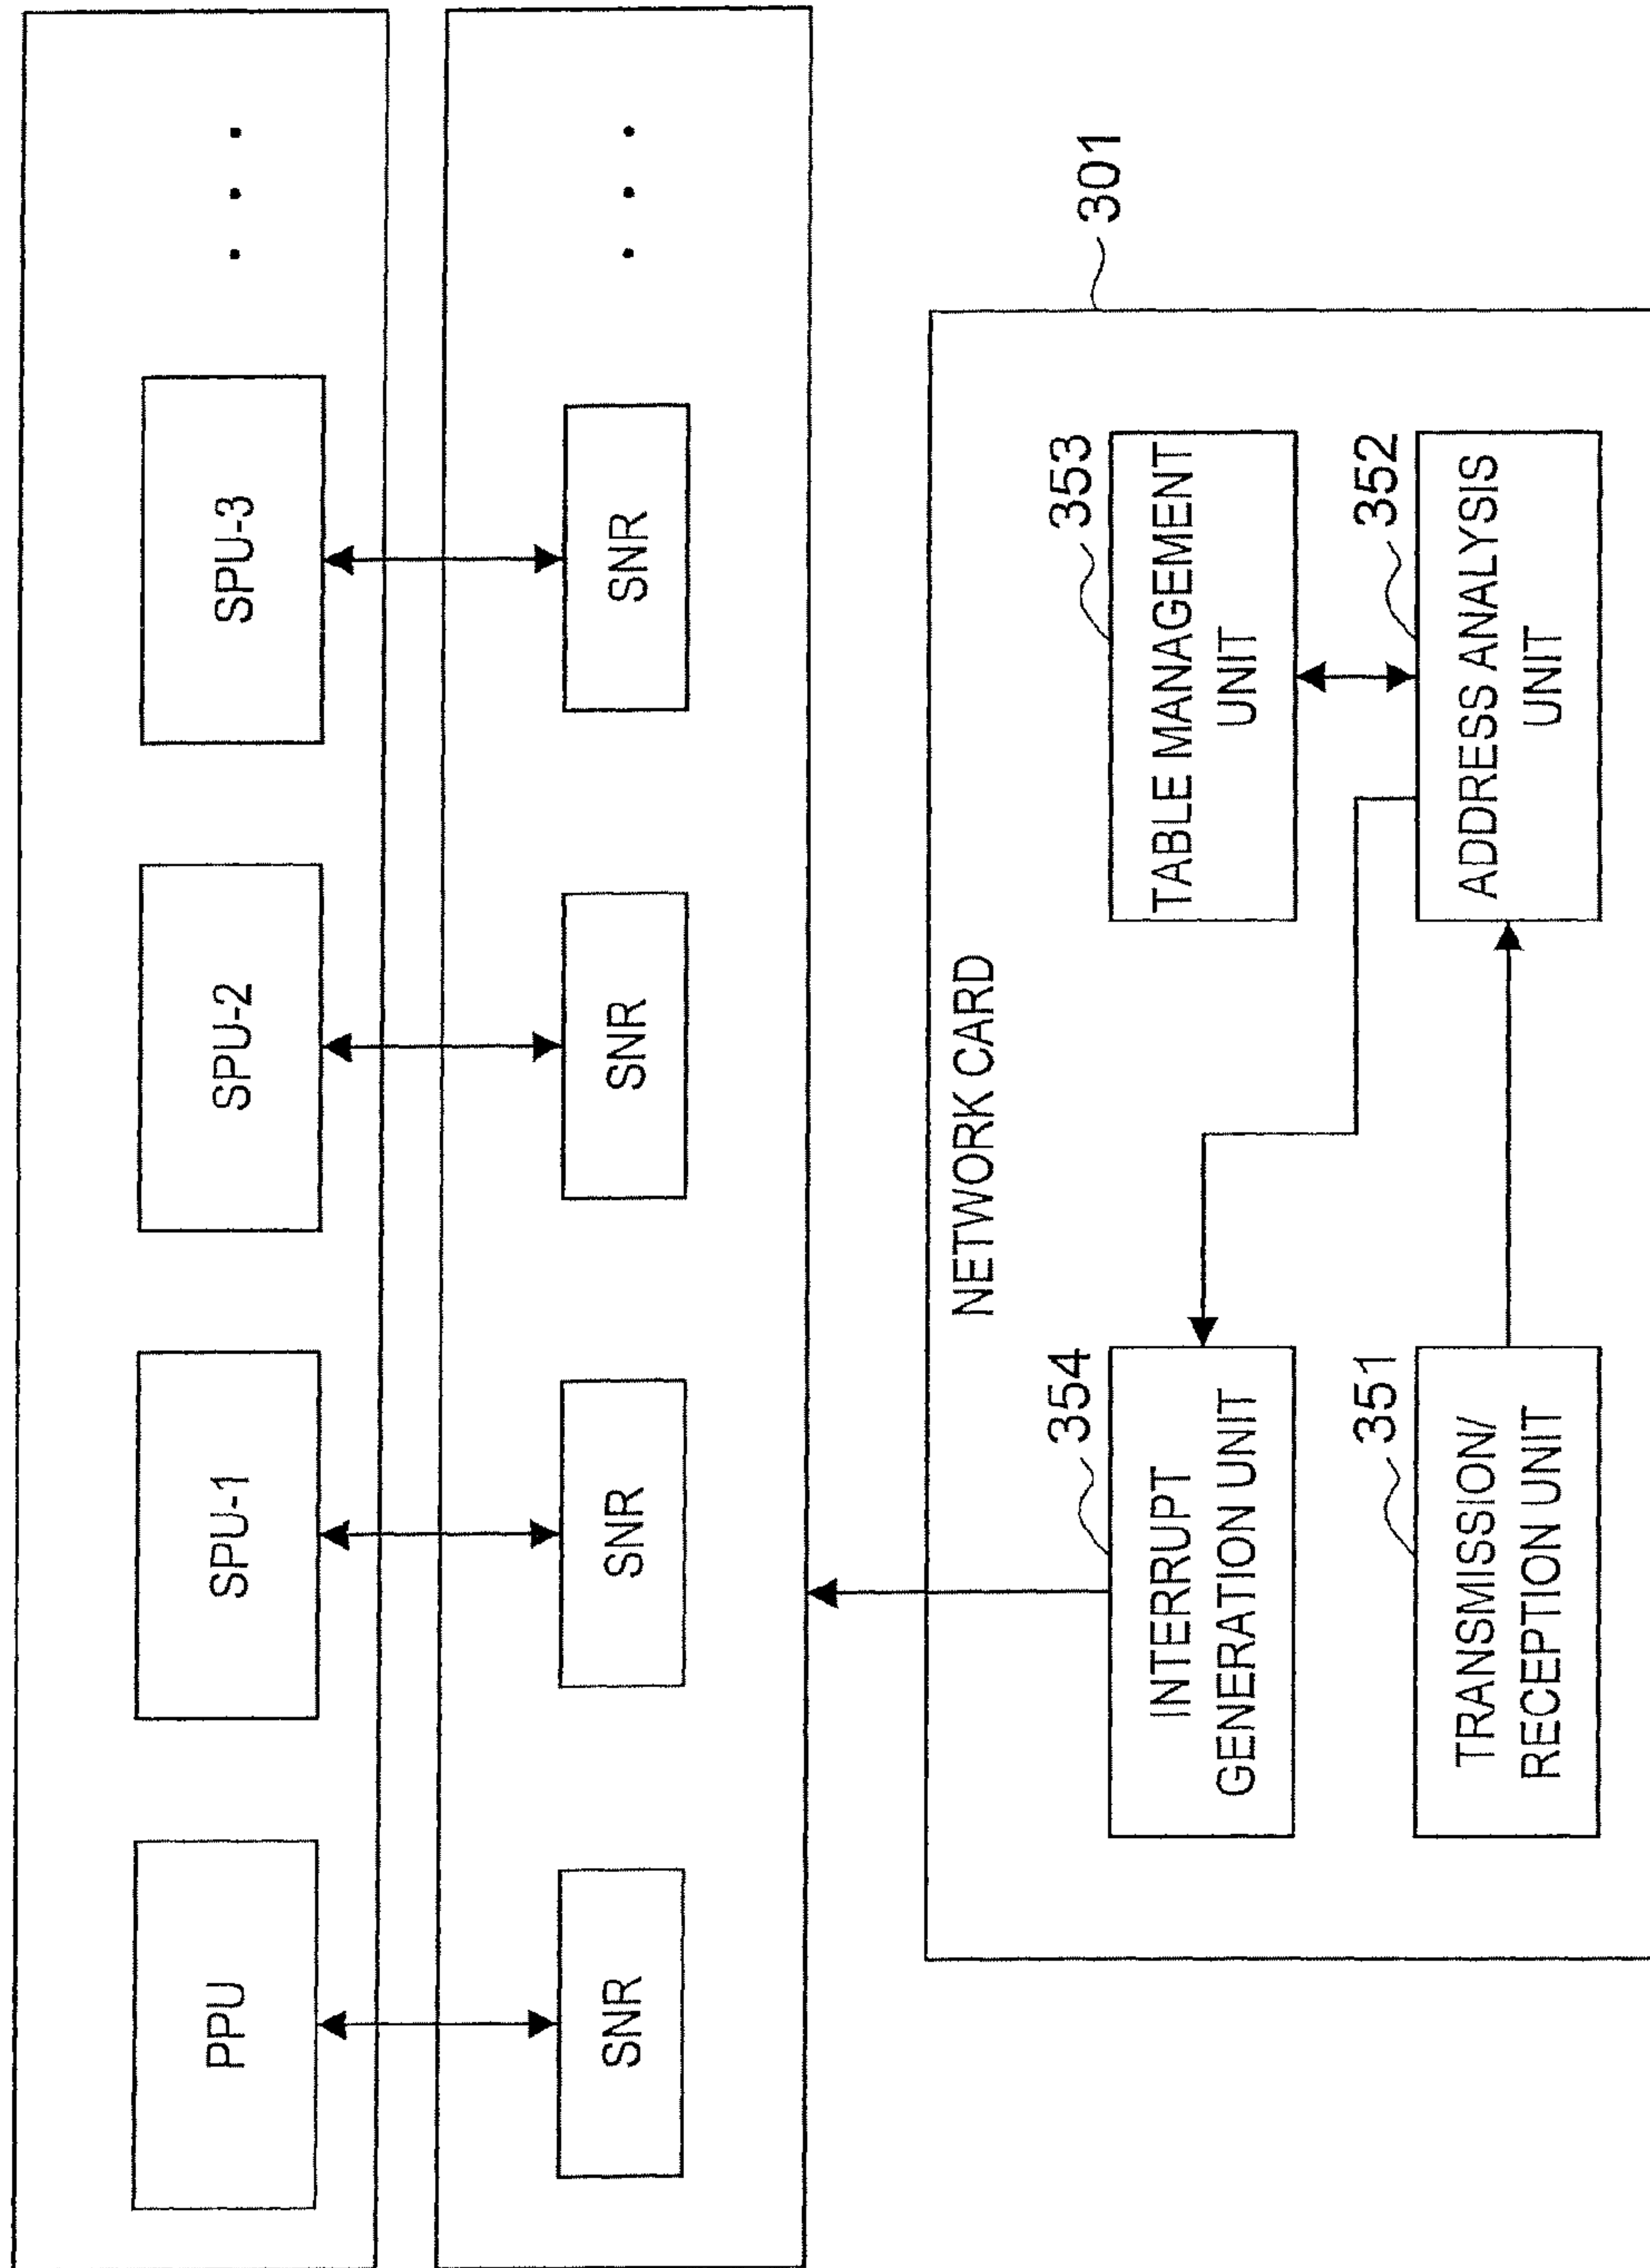 PPU
SPU-1
SPU-2
SPU-3
. . .
SNR
SNR
SNR
SNR
. . .
301
NETWORK CARD
354
INTERRUPT
GENERATION UNIT
353
TABLE MANAGEMENT
UNIT
351
TRANSMISSION/
RECEPTION UNIT
352
ADDRESS ANALYSIS
UNIT